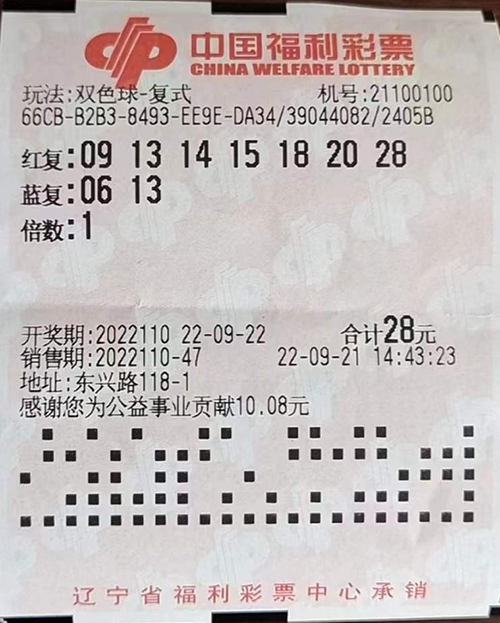 中国福利彩票
CHINA WELFARE LOTTERY
玩法:双色球-复式 机号:21100100
66CB-B2B3-8493-EE9E-DA34/39044082/2405B
红复:09 13 14 15 18 20 28
蓝复:06 13
倍数:1
开奖期:2022110 22-09-22 合计28元
销售期:2022110-47 22-09-21 14:43:23
地址:东兴路118-1
感谢您为公益事业贡献10.08元
辽宁省福利彩票中心承销